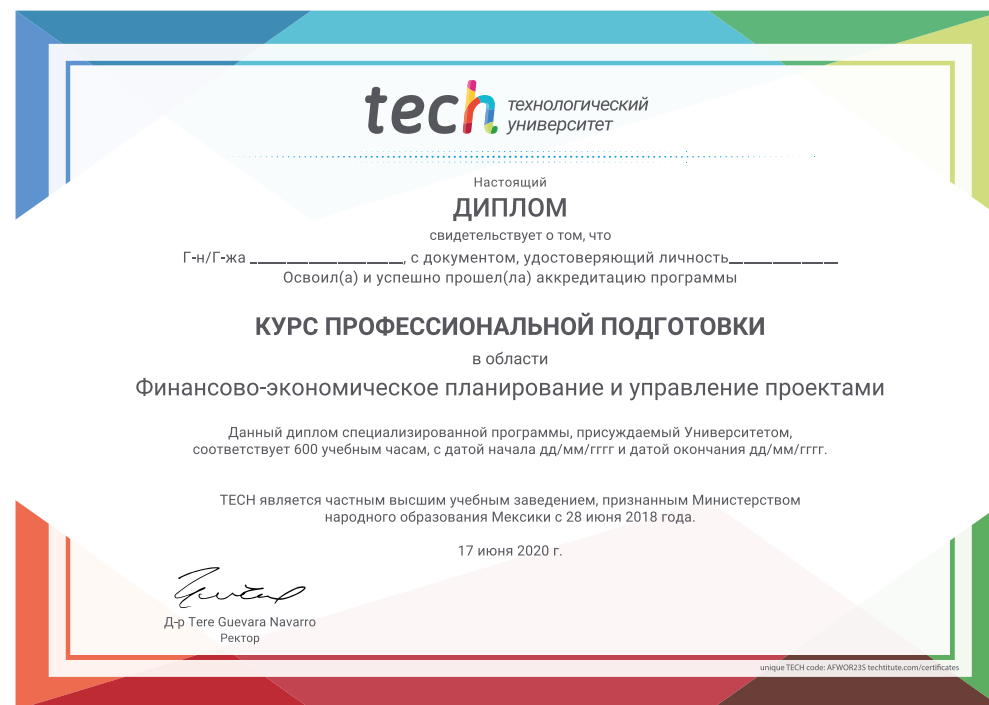 tech технологический
университет
Настоящий
ДИПЛОМ
свидетельствует о том, что
Г-н/Г-жа ____________________, с документом, удостоверяющий личность______________
Освоил(а) и успешно прошел(ла) аккредитацию программы
КУРС ПРОФЕССИОНАЛЬНОЙ ПОДГОТОВКИ
в области
Финансово-экономическое планирование и управление проектами
Данный диплом специализированной программы, присуждаемый Университетом,
соответствует 600 учебным часам, с датой начала дд/мм/гггг и датой окончания дд/мм/гггг.
TECH является частным высшим учебным заведением, признанным Министерством
народного образования Мексики с 28 июня 2018 года.
17 июня 2020 г.
Д-р Tere Guevara Navarro
Ректор
unique TECH code: AFWOR23S techtitute.com/certificates